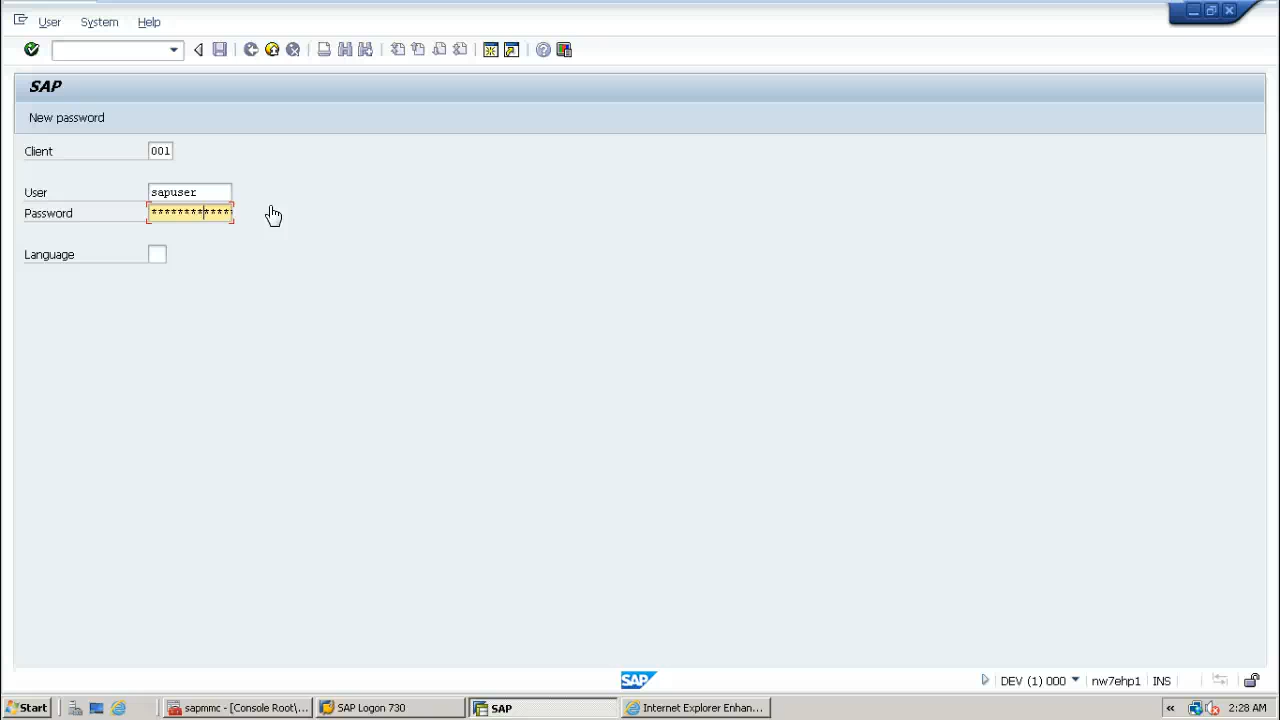 User System Help
SAP
New password
Client 001
User sapuser
Password *************
Language
SAP
DEV (1) 000 nw7ehp1 INS
Start sapmmc - [Console Root\... SAP Logon 730 SAP Internet Explorer Enhan... « 2:28 AM